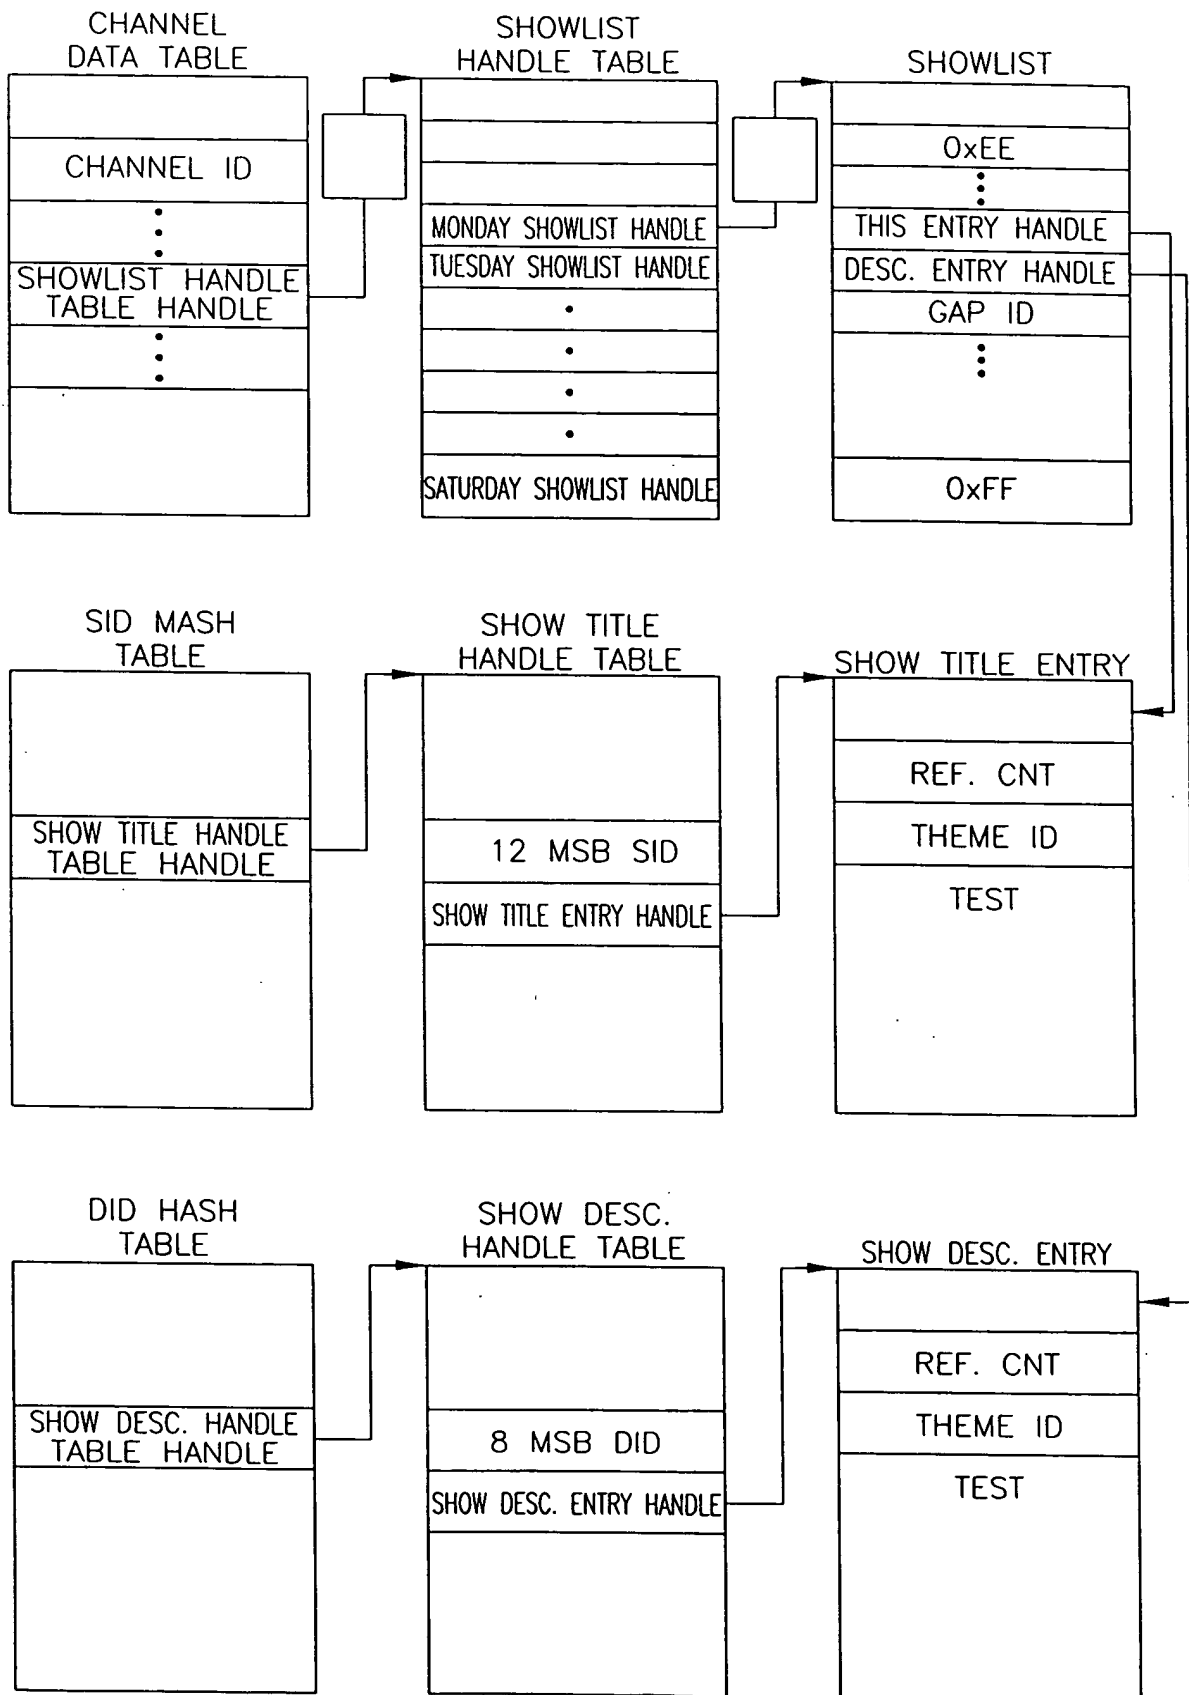 CHANNEL
DATA TABLE
CHANNEL ID
SHOWLIST HANDLE
TABLE HANDLE
SHOWLIST
HANDLE TABLE
MONDAY SHOWLIST HANDLE
TUESDAY SHOWLIST HANDLE
SATURDAY SHOWLIST HANDLE
SHOWLIST
0xEE
THIS ENTRY HANDLE
DESC. ENTRY HANDLE
GAP ID
0xFF
SID MASH
TABLE
SHOW TITLE HANDLE
TABLE HANDLE
SHOW TITLE
HANDLE TABLE
12 MSB SID
SHOW TITLE ENTRY HANDLE
SHOW TITLE ENTRY
REF. CNT
THEME ID
TEST
DID HASH
TABLE
SHOW DESC. HANDLE
TABLE HANDLE
SHOW DESC.
HANDLE TABLE
8 MSB DID
SHOW DESC. ENTRY HANDLE
SHOW DESC. ENTRY
REF. CNT
THEME ID
TEST